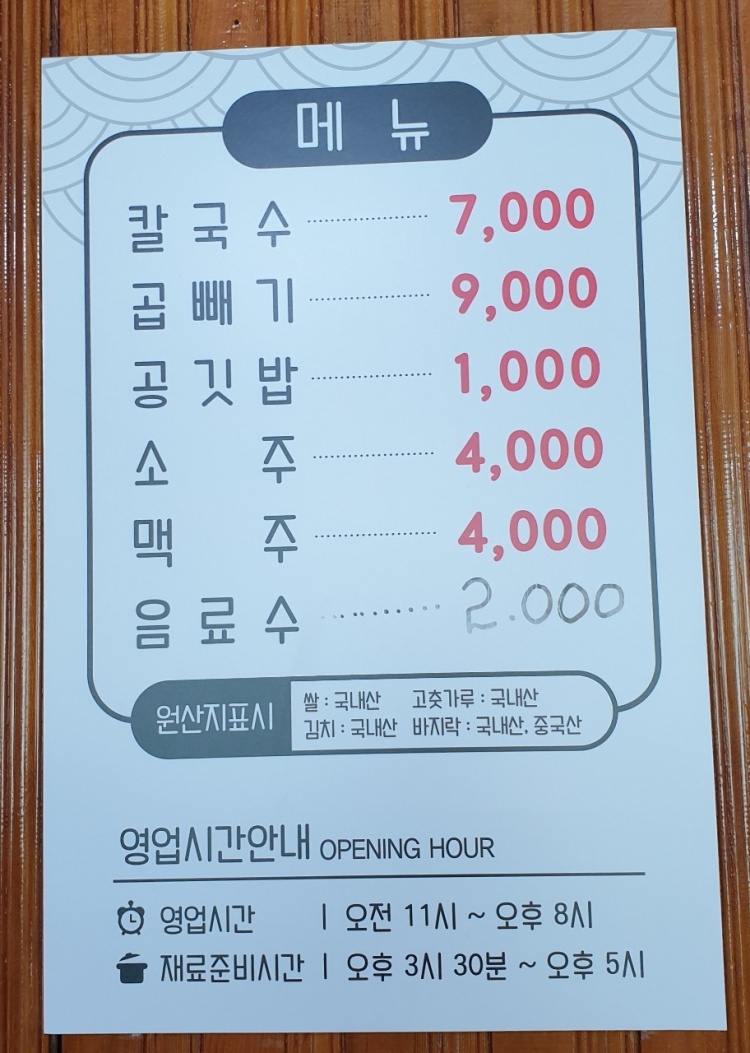 메 뉴
칼국수 ············ 7,000
곱빼기 ············ 9,000
공깃밥 ············ 1,000
소 주 ············ 4,000
맥 주 ············ 4,000
음료수 ············ 2.000
원산지표시
쌀 : 국내산 고춧가루 : 국내산
김치 : 국내산 바지락 : 국내산, 중국산
영업시간안내 OPENING HOUR
영업시간 | 오전 11시 ~ 오후 8시
재료준비시간 | 오후 3시 30분 ~ 오후 5시